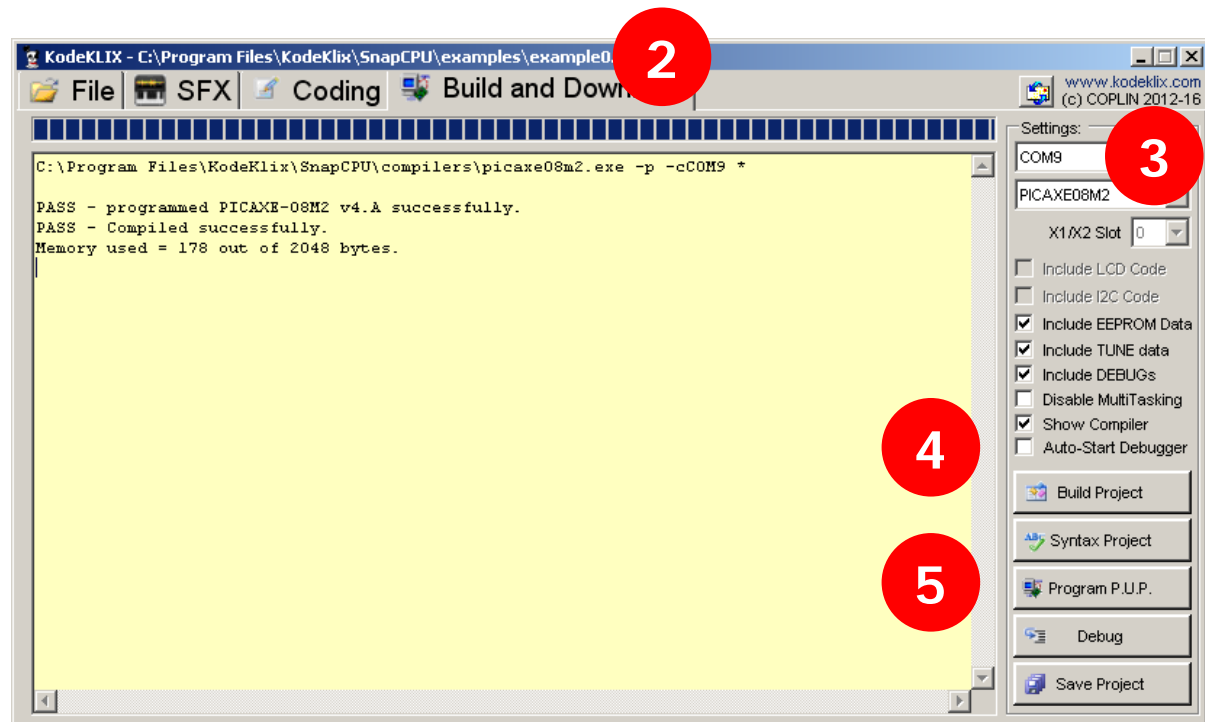 2
KodeKLIX - C:\Program Files\KodeKlix\SnapCPU\examples\example0.
File SFX Coding Build and
www.kodeklix.com
(c) COPLIN 2012-16
Settings:
3
C:\Program Files\KodeKlix\SnapCPU\compilers\picaxe08m2.exe -p -cCOM9 *
COM9
PICAXE08M2
PASS - programmed PICAXE-08M2 v4.A successfully.
PASS - Compiled successfully.
Memory used = 178 out of 2048 bytes.
X1/X2 Slot 0
Include LCD Code
Include I2C Code
Include EEPROM Data
Include TUNE data
Include DEBUGs
Disable MultiTasking
Show Compiler
Auto-Start Debugger
4
Build Project
Syntax Project
5
Program P.U.P.
Debug
Save Project